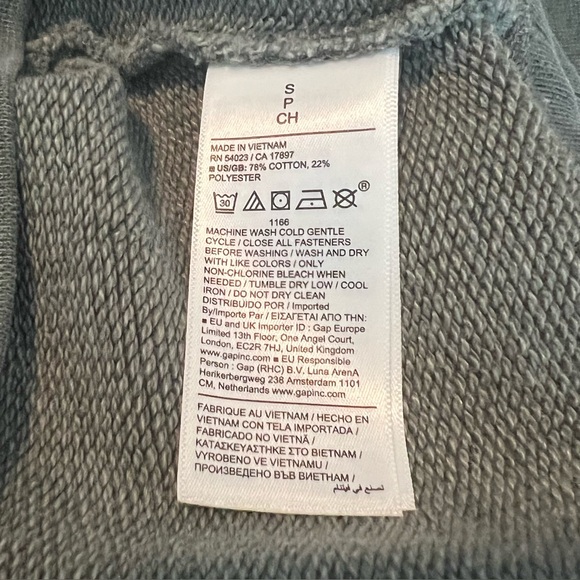 S
P
CH
MADE IN VIETNAM
RN 54023 / CA 17897
■ US/GB: 78% COTTON, 22%
POLYESTER
30
®
1166
MACHINE WASH COLD GENTLE
CYCLE / CLOSE ALL FASTENERS
BEFORE WASHING / WASH AND DRY
WITH LIKE COLORS / ONLY
NON-CHLORINE BLEACH WHEN
NEEDED / TUMBLE DRY LOW / COOL
IRON / DO NOT DRY CLEAN
DISTRIBUIDO POR / Imported
By/Importe Par / ΕΙΣΑΓΕΤΑΙ ΑΠΟ ΤΗΝ:
■ EU and UK Importer ID : Gap Europe
Limited 13th Floor, One Angel Court,
London, EC2R 7HJ, United Kingdom
www.gapinc.com ■ EU Responsible
Person : Gap (RHC) B.V. Luna ArenA
Herikerbergweg 238 Amsterdam 1101
CM, Netherlands www.gapinc.com
FABRIQUE AU VIETNAM / HECHO EN
VIETNAM CON TELA IMPORTADA /
FABRICADO NO VIETNÃ /
ΚΑΤΑΣΚΕΥΑΣΤΗΚΕ ΣΤΟ ΒΙΕΤΝΑΜ /
VYROBENO VE VIETNAMU /
ПРОИЗВЕДЕНО ВЪВ ВИЕТНАМ /
تصنع في فيتنام